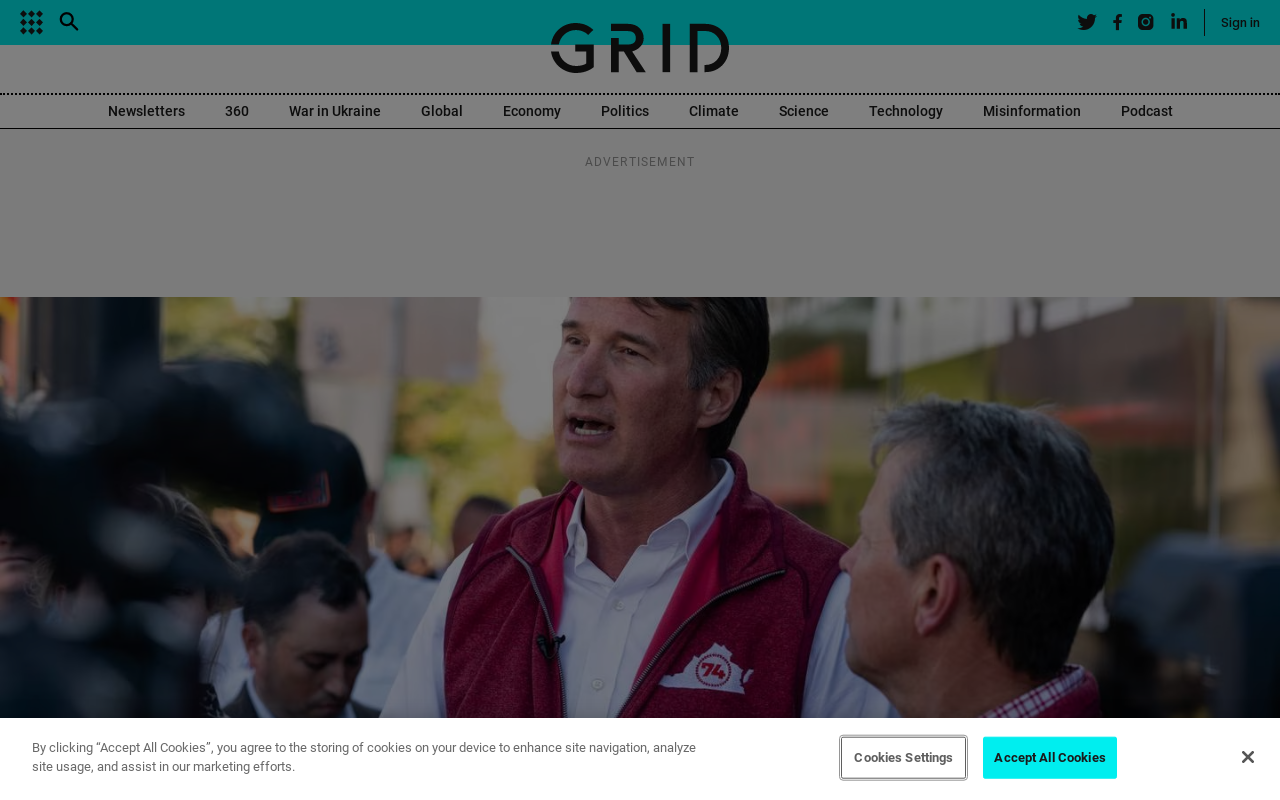 GRID
Sign in
Newsletters 360 War in Ukraine Global Economy Politics Climate Science Technology Misinformation Podcast
ADVERTISEMENT
74
By clicking “Accept All Cookies”, you agree to the storing of cookies on your device to enhance site navigation, analyze
site usage, and assist in our marketing efforts.
Cookies Settings
Accept All Cookies